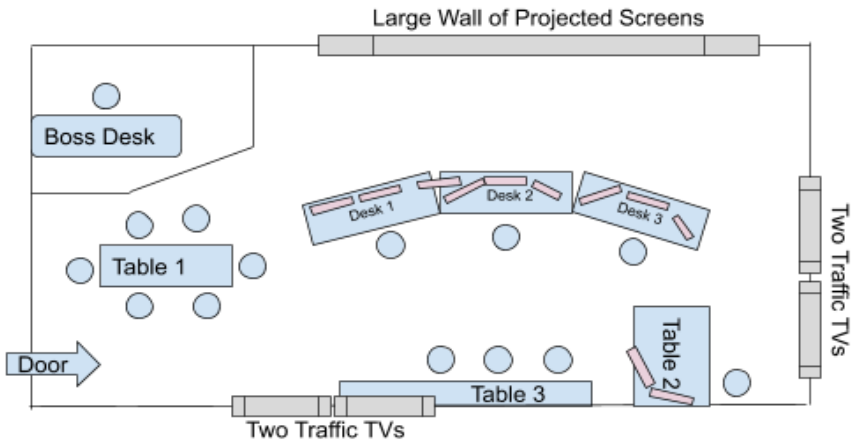 Large Wall of Projected Screens
Boss Desk
Desk 1
Desk 2
Desk 3
Two Traffic TVs
Table 1
Table 2
Door
Table 3
Two Traffic TVs